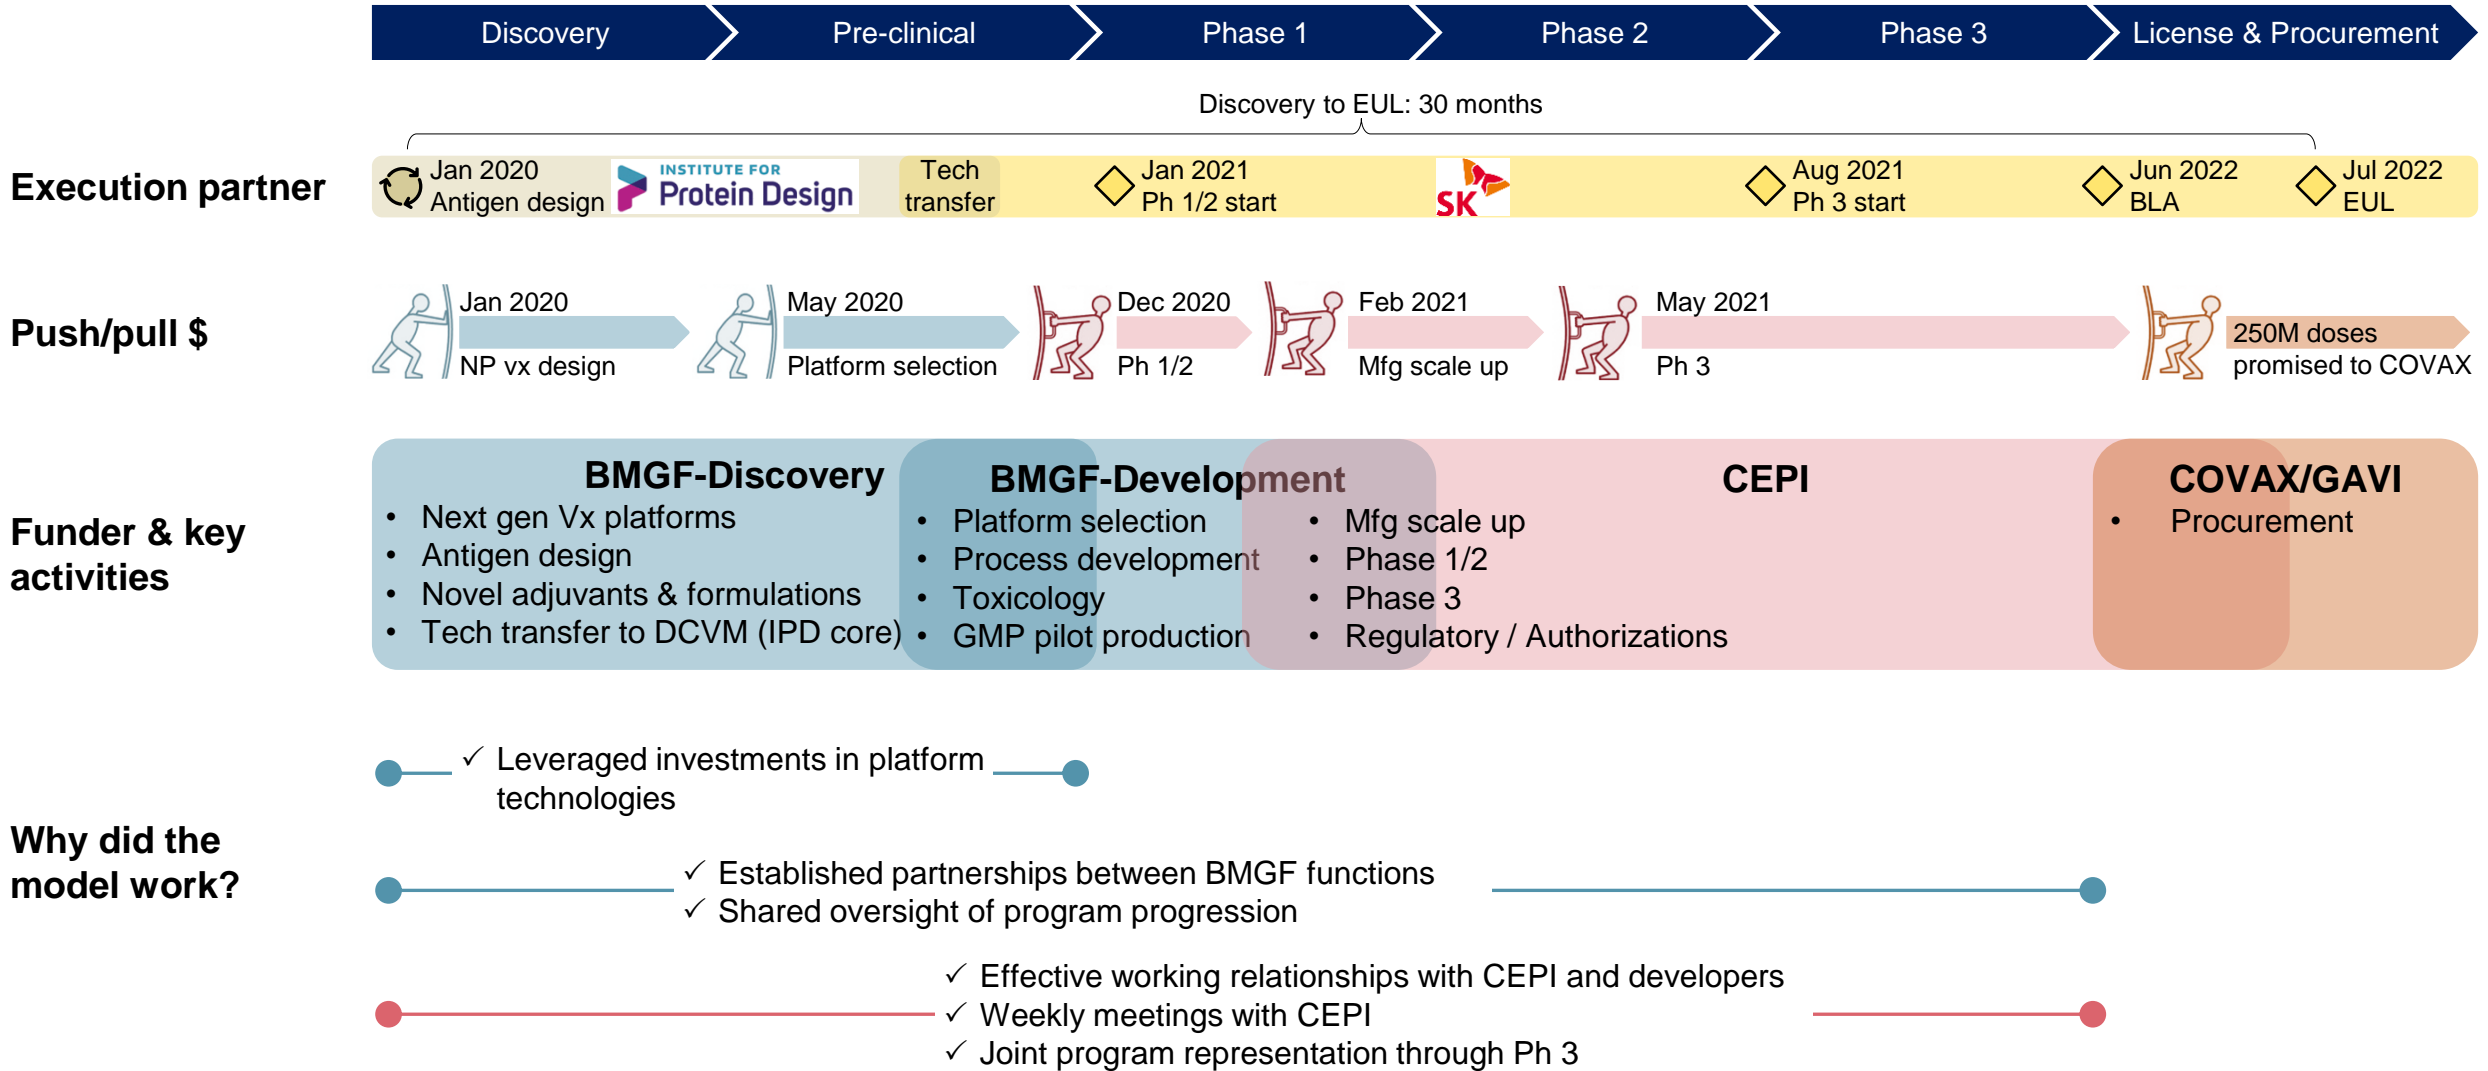 Discovery
Pre-clinical
Phase 1
Phase 2
Phase 3
License & Procurement
Discovery to EUL: 30 months
Execution partner
Jan 2020
Antigen design
INSTITUTE FOR
Protein Design
Tech
transfer
Jan 2021
Ph 1/2 start
SK
Aug 2021
Ph 3 start
Jun 2022
BLA
Jul 2022
EUL
Push/pull $
Jan 2020
NP vx design
May 2020
Platform selection
Dec 2020
Ph 1/2
Feb 2021
Mfg scale up
May 2021
Ph 3
250M doses
promised to COVAX
Funder & key
activities
BMGF-Discovery
• Next gen Vx platforms
• Antigen design
• Novel adjuvants & formulations
• Tech transfer to DCVM (IPD core)
BMGF-Development
• Platform selection
• Process development
• Toxicology
• GMP pilot production
CEPI
• Mfg scale up
• Phase 1/2
• Phase 3
• Regulatory / Authorizations
COVAX/GAVI
• Procurement
Why did the
model work?
✓ Leveraged investments in platform
technologies
✓ Established partnerships between BMGF functions
✓ Shared oversight of program progression
✓ Effective working relationships with CEPI and developers
✓ Weekly meetings with CEPI
✓ Joint program representation through Ph 3